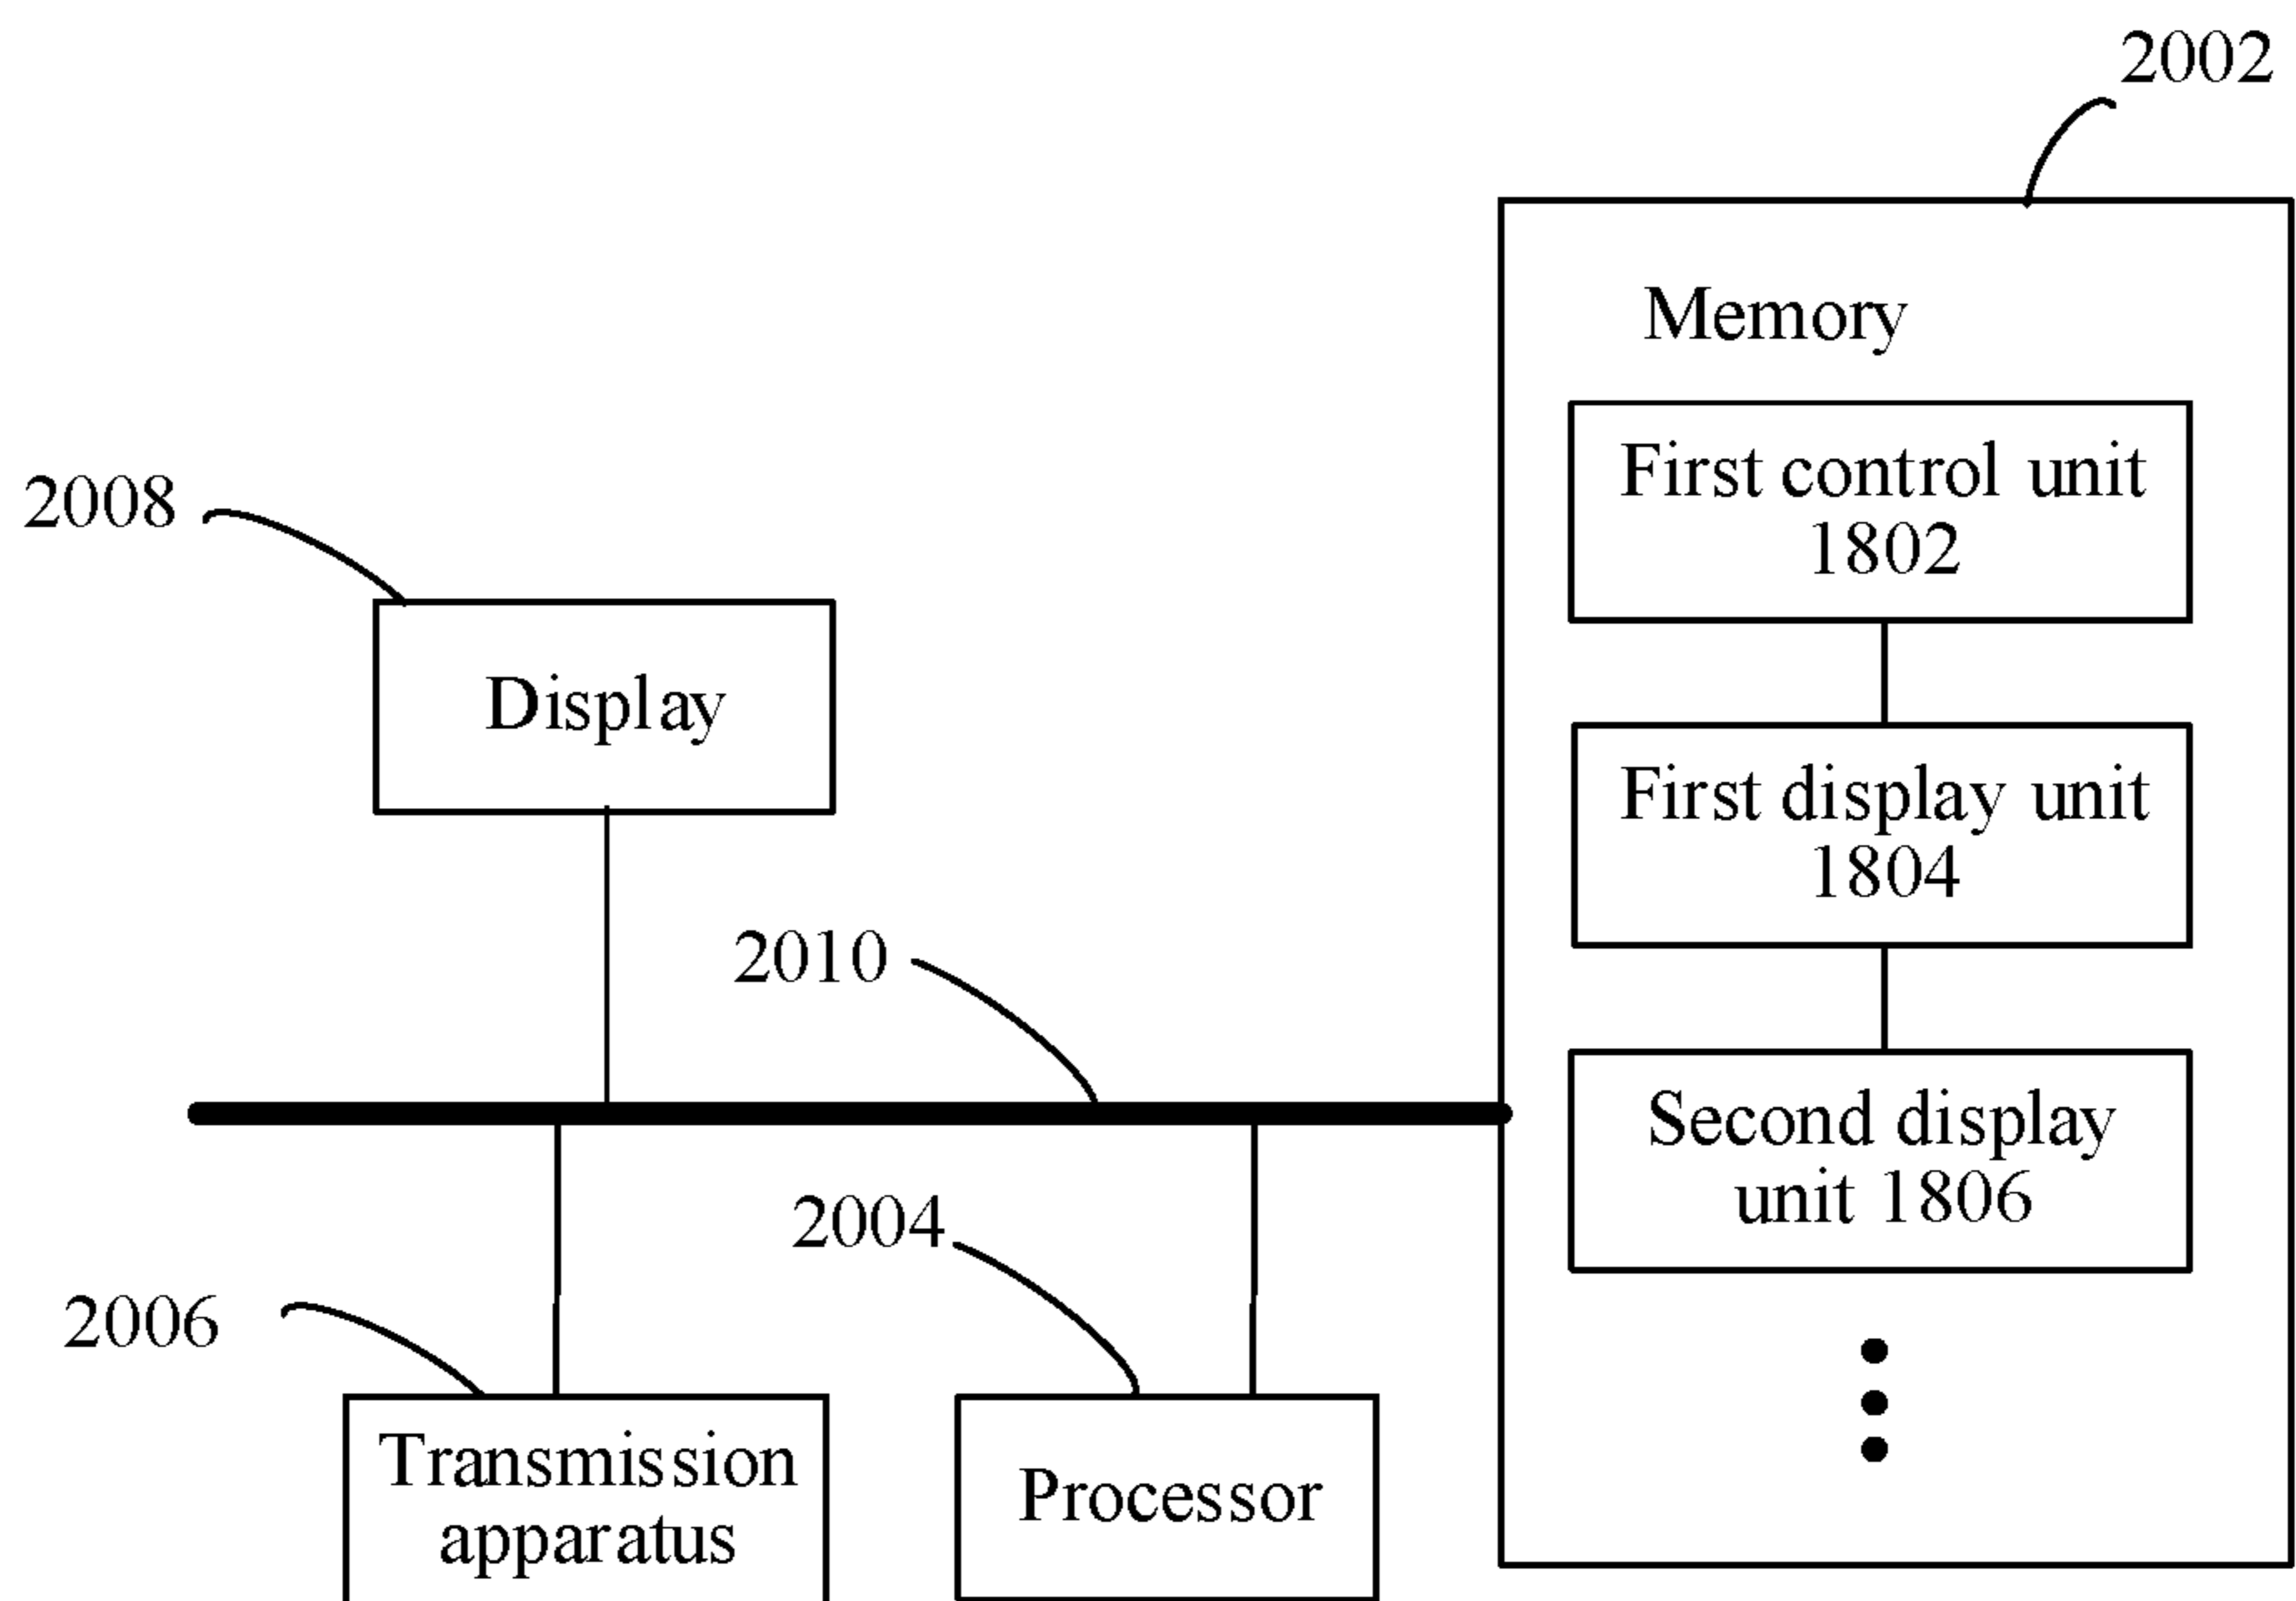 2002
Memory
First control unit
1802
2008
Display
First display unit
1804
2010
Second display
unit 1806
2004
2006
Transmission
apparatus
Processor